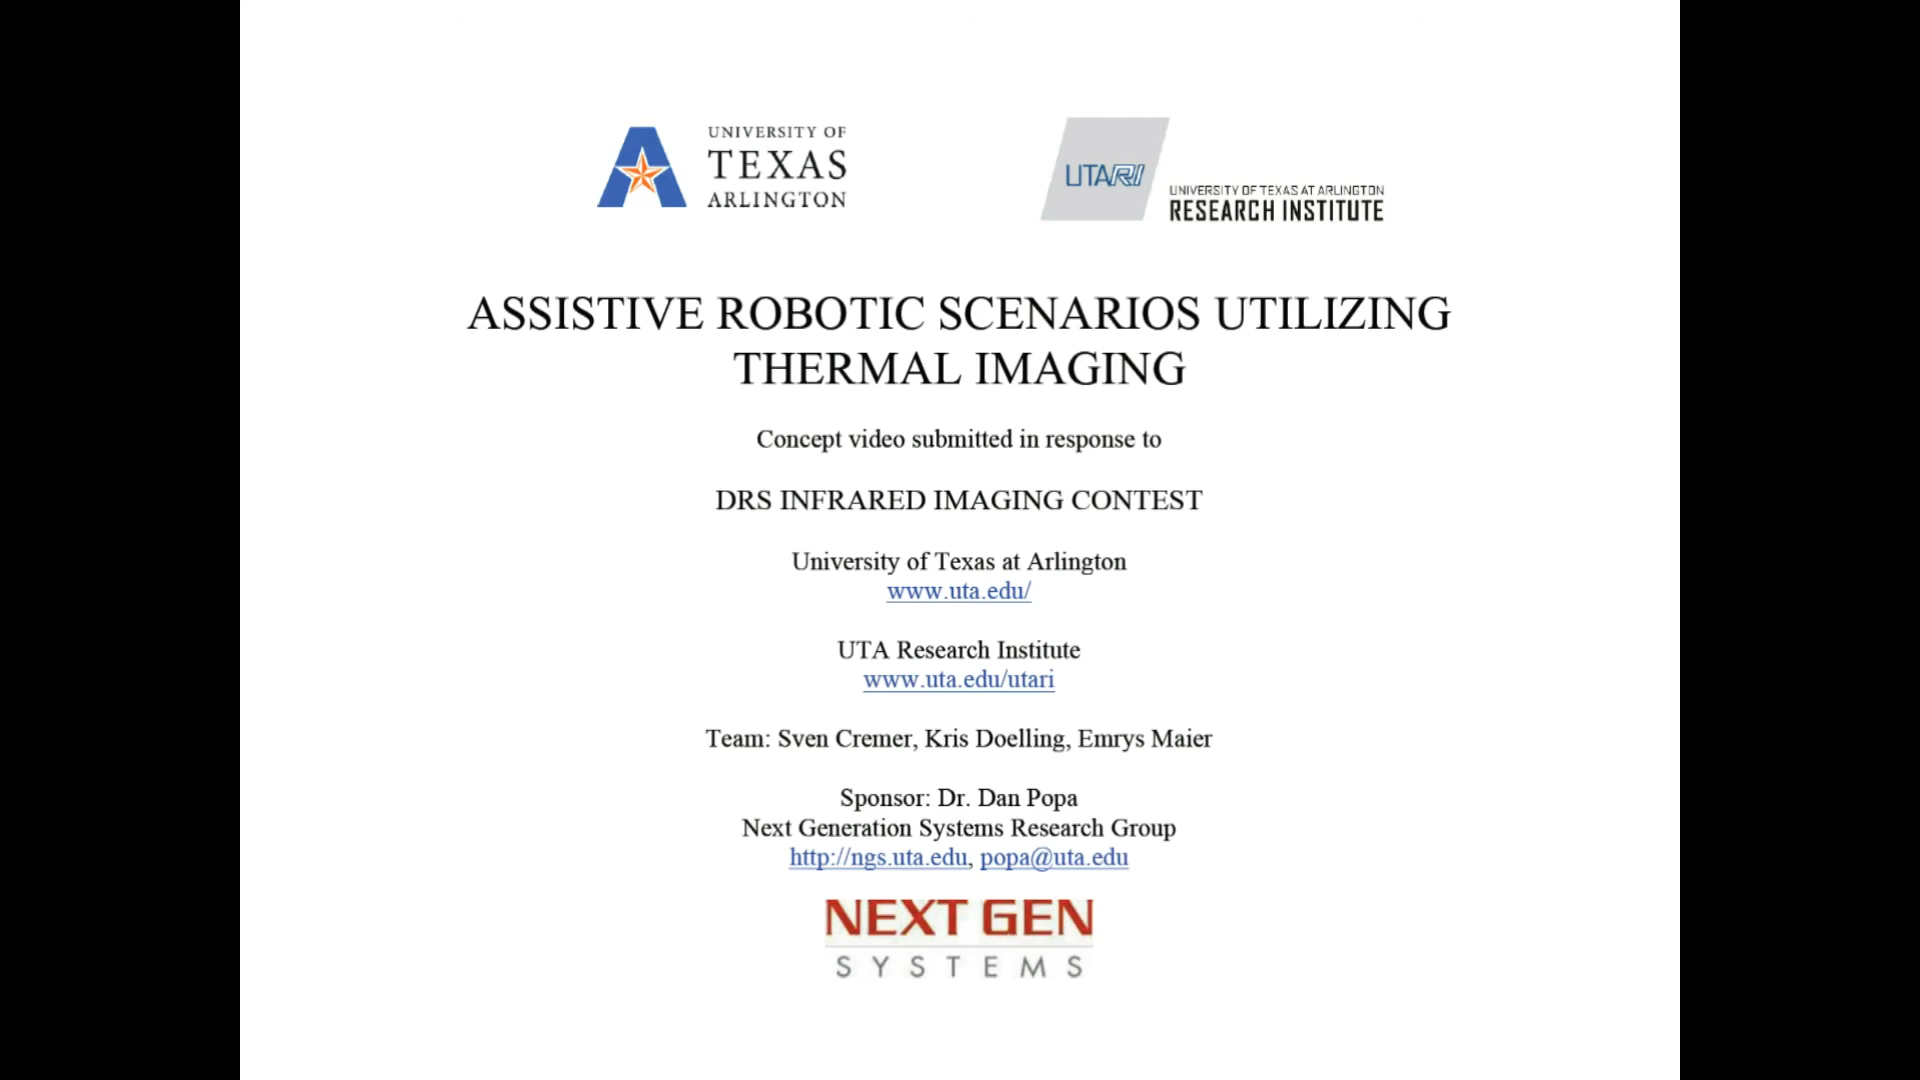 UNIVERSITY OF
TEXAS
ARLINGTON
UTARI
UNIVERSITY OF TEXAS AT ARLINGTON
RESEARCH INSTITUTE
ASSISTIVE ROBOTIC SCENARIOS UTILIZING
THERMAL IMAGING
Concept video submitted in response to
DRS INFRARED IMAGING CONTEST
University of Texas at Arlington
www.uta.edu/
UTA Research Institute
www.uta.edu/utari
Team: Sven Cremer, Kris Doelling, Emrys Maier
Sponsor: Dr. Dan Popa
Next Generation Systems Research Group
http://ngs.uta.edu, popa@uta.edu
NEXT GEN
SYSTEMS